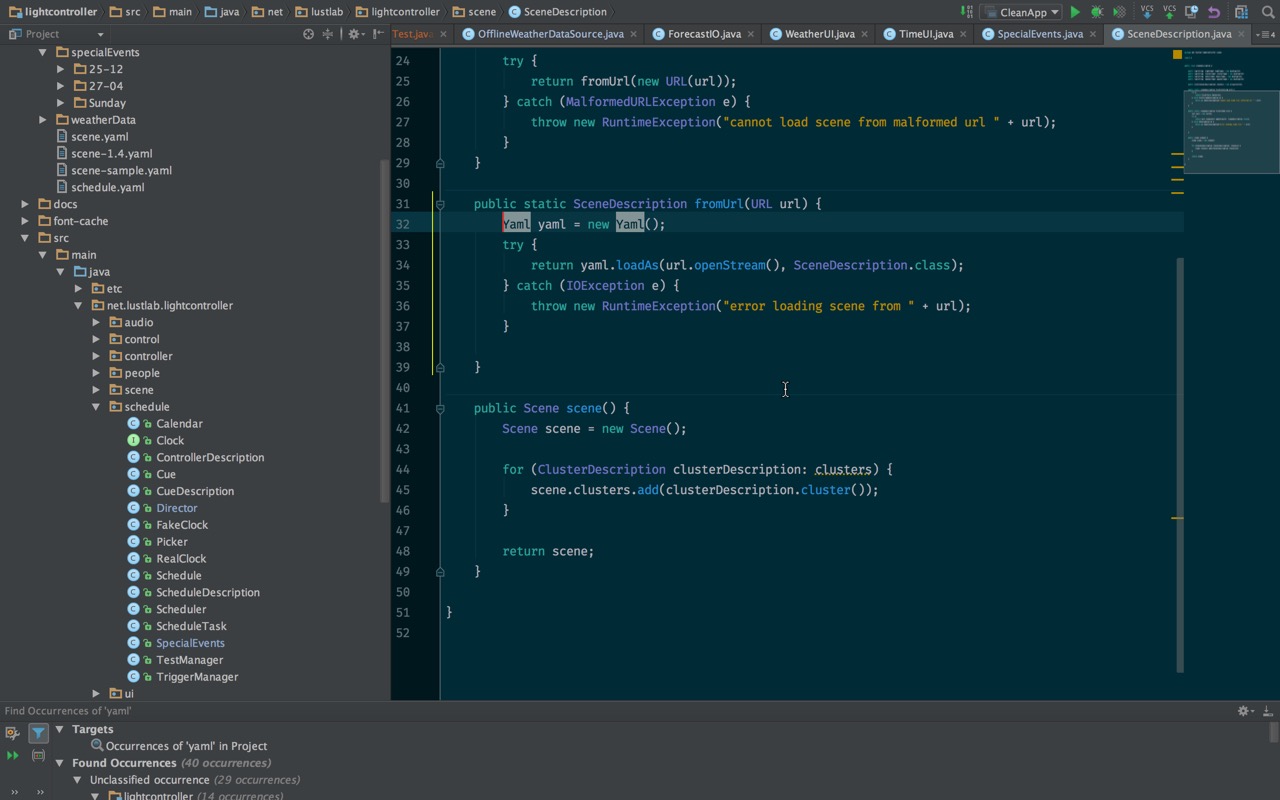 lightcontroller src main java net lustlab lightcontroller scene SceneDescription CleanApp VCS VCS
Project
Test.java OfflineWeatherDataSource.java ForecastIO.java WeatherUI.java TimeUI.java SpecialEvents.java SceneDescription.java
specialEvents
25-12
27-04
Sunday
weatherData
scene.yaml
scene-1.4.yaml
scene-sample.yaml
schedule.yaml
docs
font-cache
src
main
java
etc
net.lustlab.lightcontroller
audio
control
controller
people
scene
schedule
Calendar
Clock
ControllerDescription
Cue
CueDescription
Director
FakeClock
Picker
RealClock
Schedule
ScheduleDescription
Scheduler
ScheduleTask
SpecialEvents
TestManager
TriggerManager
ui
24 try {
25 return fromUrl(new URL(url));
26 } catch (MalformedURLException e) {
27 throw new RuntimeException("cannot load scene from malformed url " + url);
28 }
29 }
30
31 public static SceneDescription fromUrl(URL url) {
32 Yaml yaml = new Yaml();
33 try {
34 return yaml.loadAs(url.openStream(), SceneDescription.class);
35 } catch (IOException e) {
36 throw new RuntimeException("error loading scene from " + url);
37 }
38
39 }
40
41 public Scene scene() {
42 Scene scene = new Scene();
43
44 for (ClusterDescription clusterDescription: clusters) {
45 scene.clusters.add(clusterDescription.cluster());
46 }
47
48 return scene;
49 }
50
51 }
52
Find Occurrences of 'yaml'
Targets
Occurrences of 'yaml' in Project
Found Occurrences (40 occurrences)
Unclassified occurrence (29 occurrences)
lightcontroller (14 occurrences)